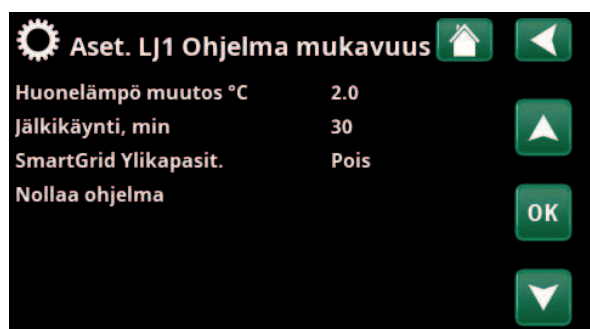 Aset. LJ1 Ohjelma mukavuus
Huonelämpö muutos °C 2.0
Jälkikäynti, min 30
SmartGrid Ylikapasit. Pois
Nollaa ohjelma
OK